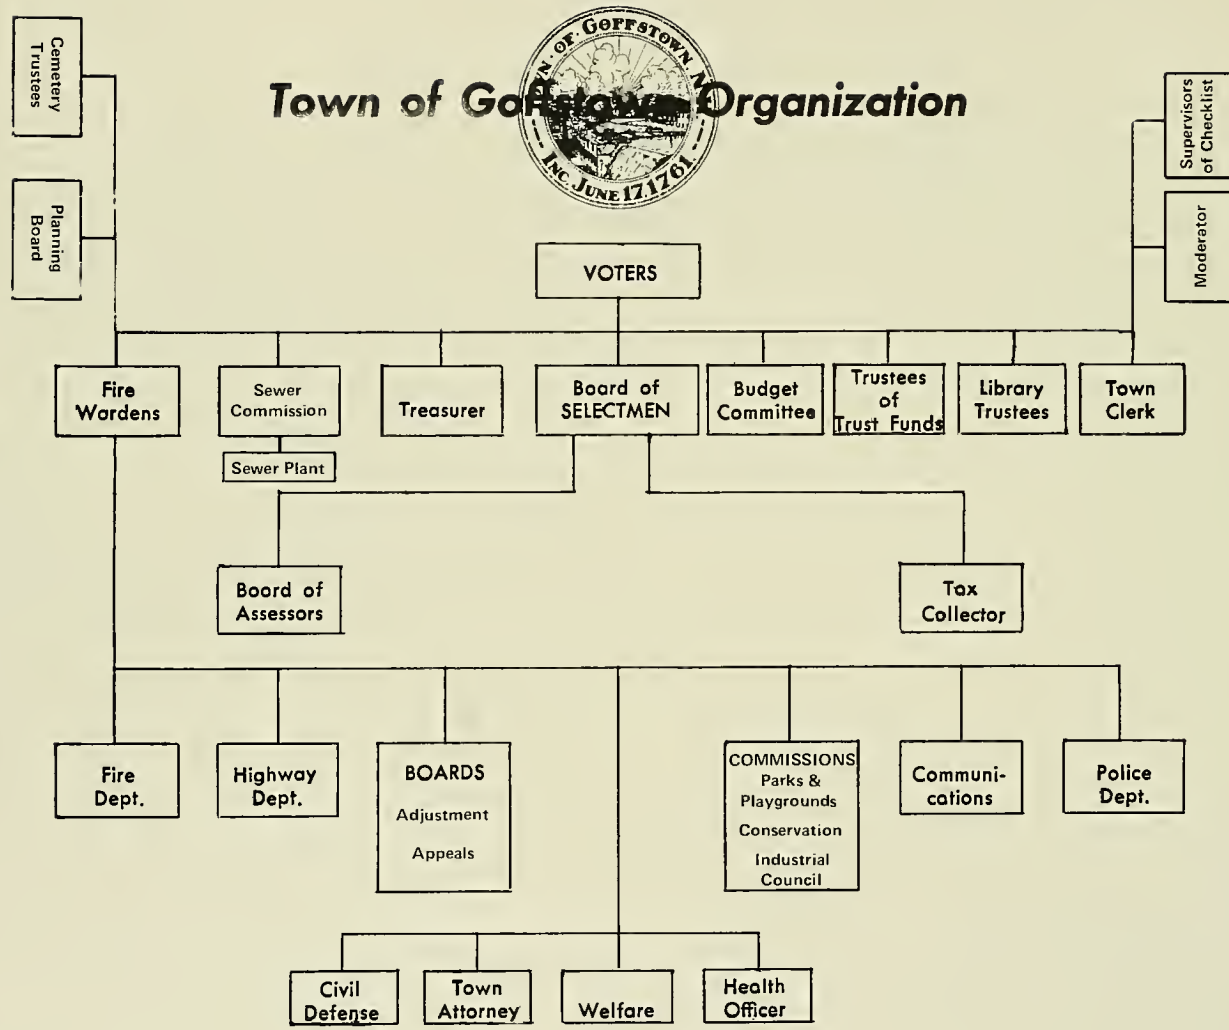 Town of Goffstown Organization
OF GOFFSTOWN, N
INC. JUNE 17, 1761
Cemetery
Trustees
Planning
Board
Supervisors
of Checklist
Moderator
VOTERS
Fire
Wardens
Sewer
Commission
Sewer Plant
Treasurer
Board of
SELECTMEN
Budget
Committee
Trustees
of
Trust Funds
Library
Trustees
Town
Clerk
Board of
Assessors
Tax
Collector
Fire
Dept.
Highway
Dept.
BOARDS
Adjustment
Appeals
COMMISSIONS
Parks &
Playgrounds
Conservation
Industrial
Council
Communi-
cations
Police
Dept.
Civil
Defense
Town
Attorney
Welfare
Health
Officer